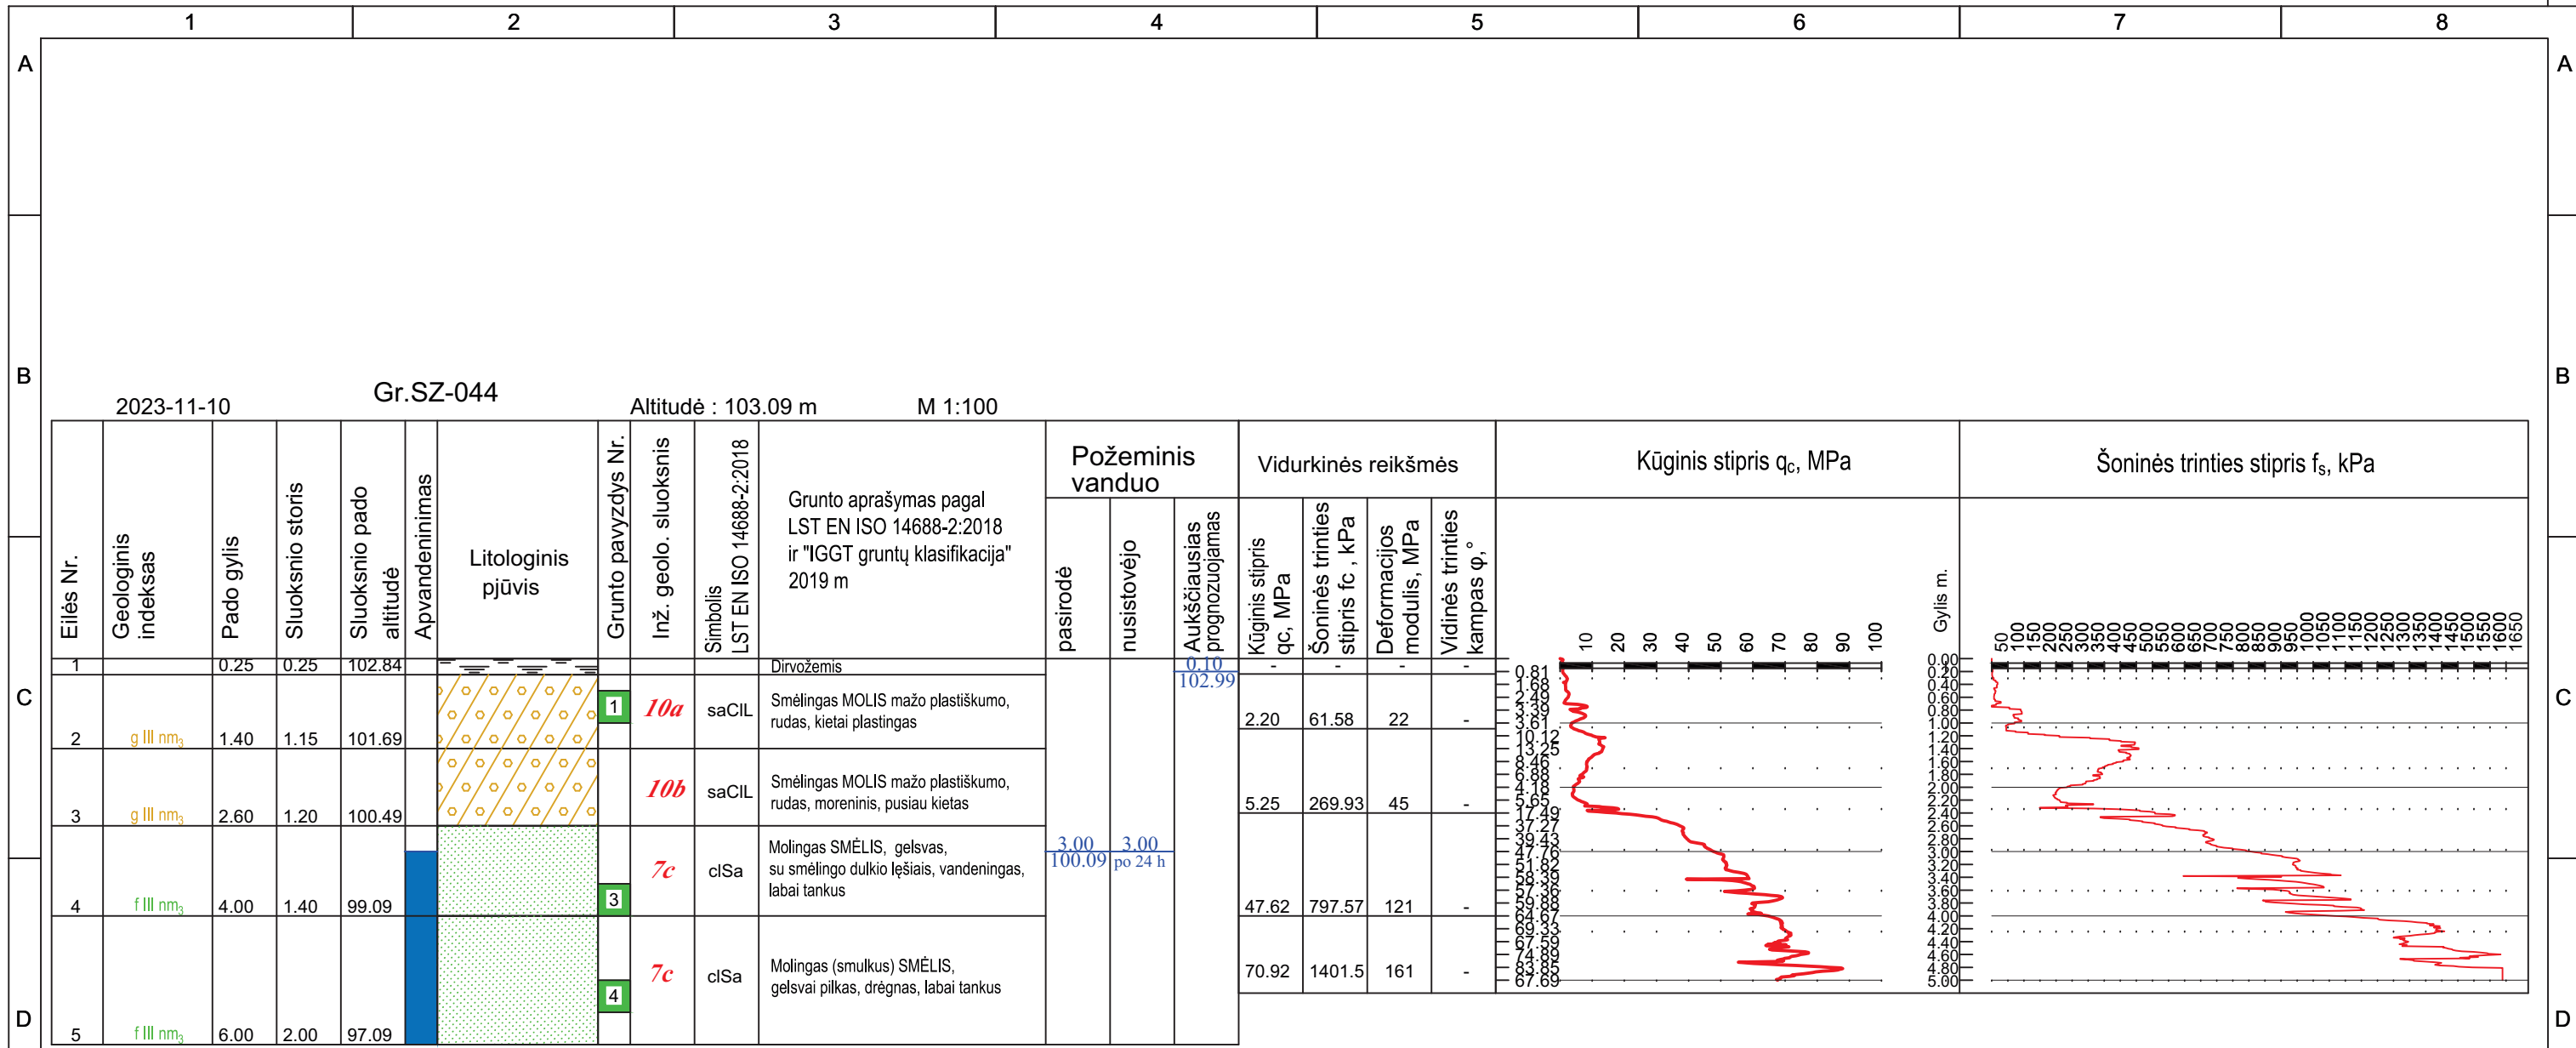 1 2 3 4 5 6 7 8
A A
B B
Gr.SZ-044
2023-11-10 Altitudė : 103.09 m M 1:100
Eilės Nr.
Geologinis
indeksas
Pado gylis
Sluoksnio storis
Sluoksnio pado
altitudė
Apvandeninimas
Litologinis
pjūvis
Grunto pavyzdys Nr.
Inž. geolo. sluoksnis
Simbolis
LST EN ISO 14688-2:2018
Grunto aprašymas pagal
LST EN ISO 14688-2:2018
ir "IGGT gruntų klasifikacija"
2019 m
Požeminis
vanduo
pasirodė
nusistovėjo
Aukščiausias
prognozuojamas
Vidurkinės reikšmės
Kūginis stipris
qc, MPa
Šoninės trinties
stipris fc , kPa
Deformacijos
modulis, MPa
Vidinės trinties
kampas φ,°
Kūginis stipris qc, MPa
Gylis m.
Šoninės trinties stipris fs, kPa
10 20 30 40 50 60 70 80 90 100
50 100 150 200 250 300 350 400 450 500 550 600 650 700 750 800 850 900 950 1000 1050 1100 1150 1200 1250 1300 1350 1400 1450 1500 1550 1600 1650
1 0.25 0.25 102.84 Dirvožemis 0.10 - - - -
102.99
C C
1 10a saClL Smėlingas MOLIS mažo plastiškumo,
rudas, kietai plastingas
2 g III nm3 1.40 1.15 101.69 2.20 61.58 22 -
10b saClL Smėlingas MOLIS mažo plastiškumo,
rudas, moreninis, pusiau kietas
3 g III nm3 2.60 1.20 100.49 5.25 269.93 45 -
7c clSa Molingas SMĖLIS, gelsvas,
su smėlingo dulkio lęšiais, vandeningas,
labai tankus
3.00 3.00
100.09 po 24 h
3
4 f III nm3 4.00 1.40 99.09 47.62 797.57 121 -
7c clSa Molingas (smulkus) SMĖLIS,
gelsvai pilkas, drėgnas, labai tankus
70.92 1401.5 161 -
4
D D
5 f III nm3 6.00 2.00 97.09
0.81
1.68
2.49
3.39
3.61
10.12
13.25
8.46
6.88
4.18
5.65
17.49
37.27
39.43
47.76
51.82
58.39
57.36
59.88
64.67
69.33
67.59
74.89
83.85
67.69
0.00
0.20
0.40
0.60
0.80
1.00
1.20
1.40
1.60
1.80
2.00
2.20
2.40
2.60
2.80
3.00
3.20
3.40
3.60
3.80
4.00
4.20
4.40
4.60
4.80
5.00